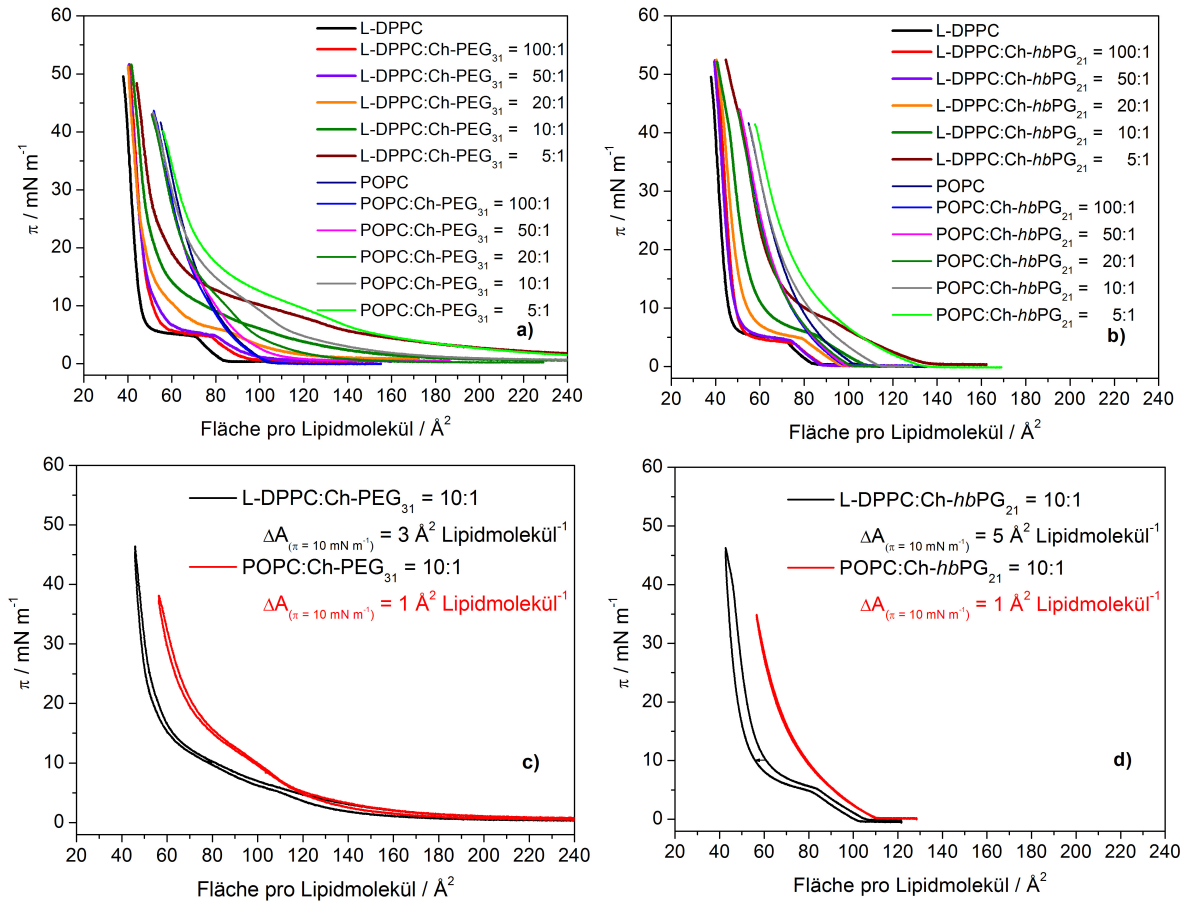 60
50
40
30
20
10
0
π / mN m⁻¹
L-DPPC
L-DPPC:Ch-PEG₃₁ = 100:1
L-DPPC:Ch-PEG₃₁ = 50:1
L-DPPC:Ch-PEG₃₁ = 20:1
L-DPPC:Ch-PEG₃₁ = 10:1
L-DPPC:Ch-PEG₃₁ = 5:1
POPC
POPC:Ch-PEG₃₁ = 100:1
POPC:Ch-PEG₃₁ = 50:1
POPC:Ch-PEG₃₁ = 20:1
POPC:Ch-PEG₃₁ = 10:1
POPC:Ch-PEG₃₁ = 5:1
a)
20 40 60 80 100 120 140 160 180 200 220 240
Fläche pro Lipidmolekül / Å²
60
50
40
30
20
10
0
π / mN m⁻¹
L-DPPC
L-DPPC:Ch-hbPG₂₁ = 100:1
L-DPPC:Ch-hbPG₂₁ = 50:1
L-DPPC:Ch-hbPG₂₁ = 20:1
L-DPPC:Ch-hbPG₂₁ = 10:1
L-DPPC:Ch-hbPG₂₁ = 5:1
POPC
POPC:Ch-hbPG₂₁ = 100:1
POPC:Ch-hbPG₂₁ = 50:1
POPC:Ch-hbPG₂₁ = 20:1
POPC:Ch-hbPG₂₁ = 10:1
POPC:Ch-hbPG₂₁ = 5:1
b)
20 40 60 80 100 120 140 160 180 200 220 240
Fläche pro Lipidmolekül / Å²
60
50
40
30
20
10
0
π / mN m⁻¹
L-DPPC:Ch-PEG₃₁ = 10:1
ΔA(π = 10 mN m⁻¹) = 3 Å² Lipidmolekül⁻¹
POPC:Ch-PEG₃₁ = 10:1
ΔA(π = 10 mN m⁻¹) = 1 Å² Lipidmolekül⁻¹
c)
20 40 60 80 100 120 140 160 180 200 220 240
Fläche pro Lipidmolekül / Å²
60
50
40
30
20
10
0
π / mN m⁻¹
L-DPPC:Ch-hbPG₂₁ = 10:1
ΔA(π = 10 mN m⁻¹) = 5 Å² Lipidmolekül⁻¹
POPC:Ch-hbPG₂₁ = 10:1
ΔA(π = 10 mN m⁻¹) = 1 Å² Lipidmolekül⁻¹
d)
20 40 60 80 100 120 140 160 180 200 220 240
Fläche pro Lipidmolekül / Å²